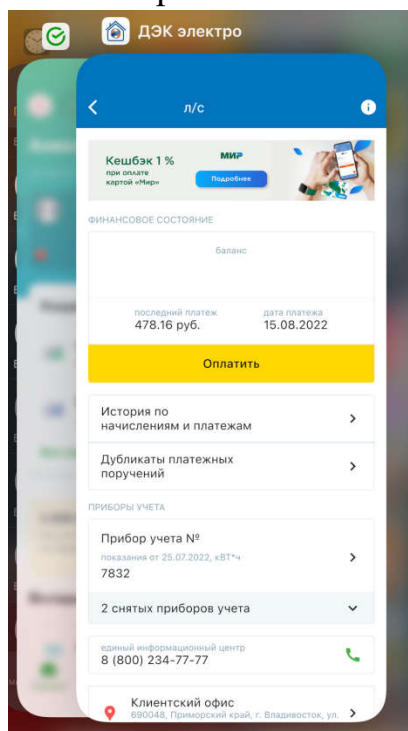 ДЭК электро
л/с
Кешбэк 1 %
при оплате
картой «Мир»
МИР
Подробнее
ФИНАНСОВОЕ СОСТОЯНИЕ
баланс
последний платеж
дата платежа
478.16 руб.
15.08.2022
Оплатить
История по
начислениям и платежам
Дубликаты платежных
поручений
ПРИБОРЫ УЧЕТА
Прибор учета №
показания от 25.07.2022, кВТ*ч
7832
2 снятых приборов учета
единый информационный центр
8 (800) 234-77-77
Клиентский офис
690048, Приморский край, г. Владивосток, ул.